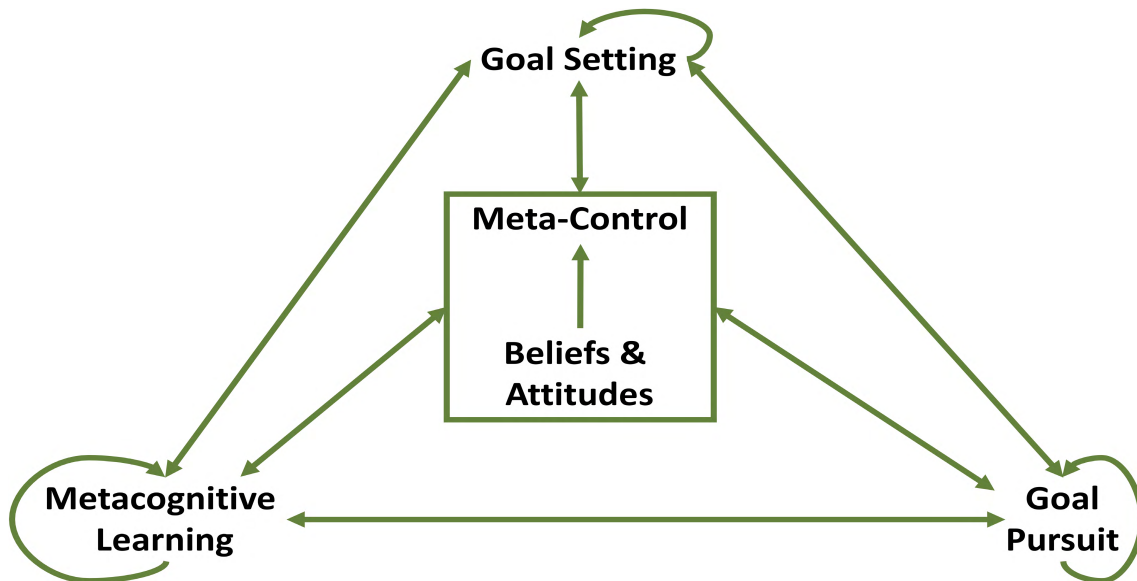 Goal Setting
Meta-Control
Beliefs &
Attitudes
Metacognitive
Learning
Goal
Pursuit